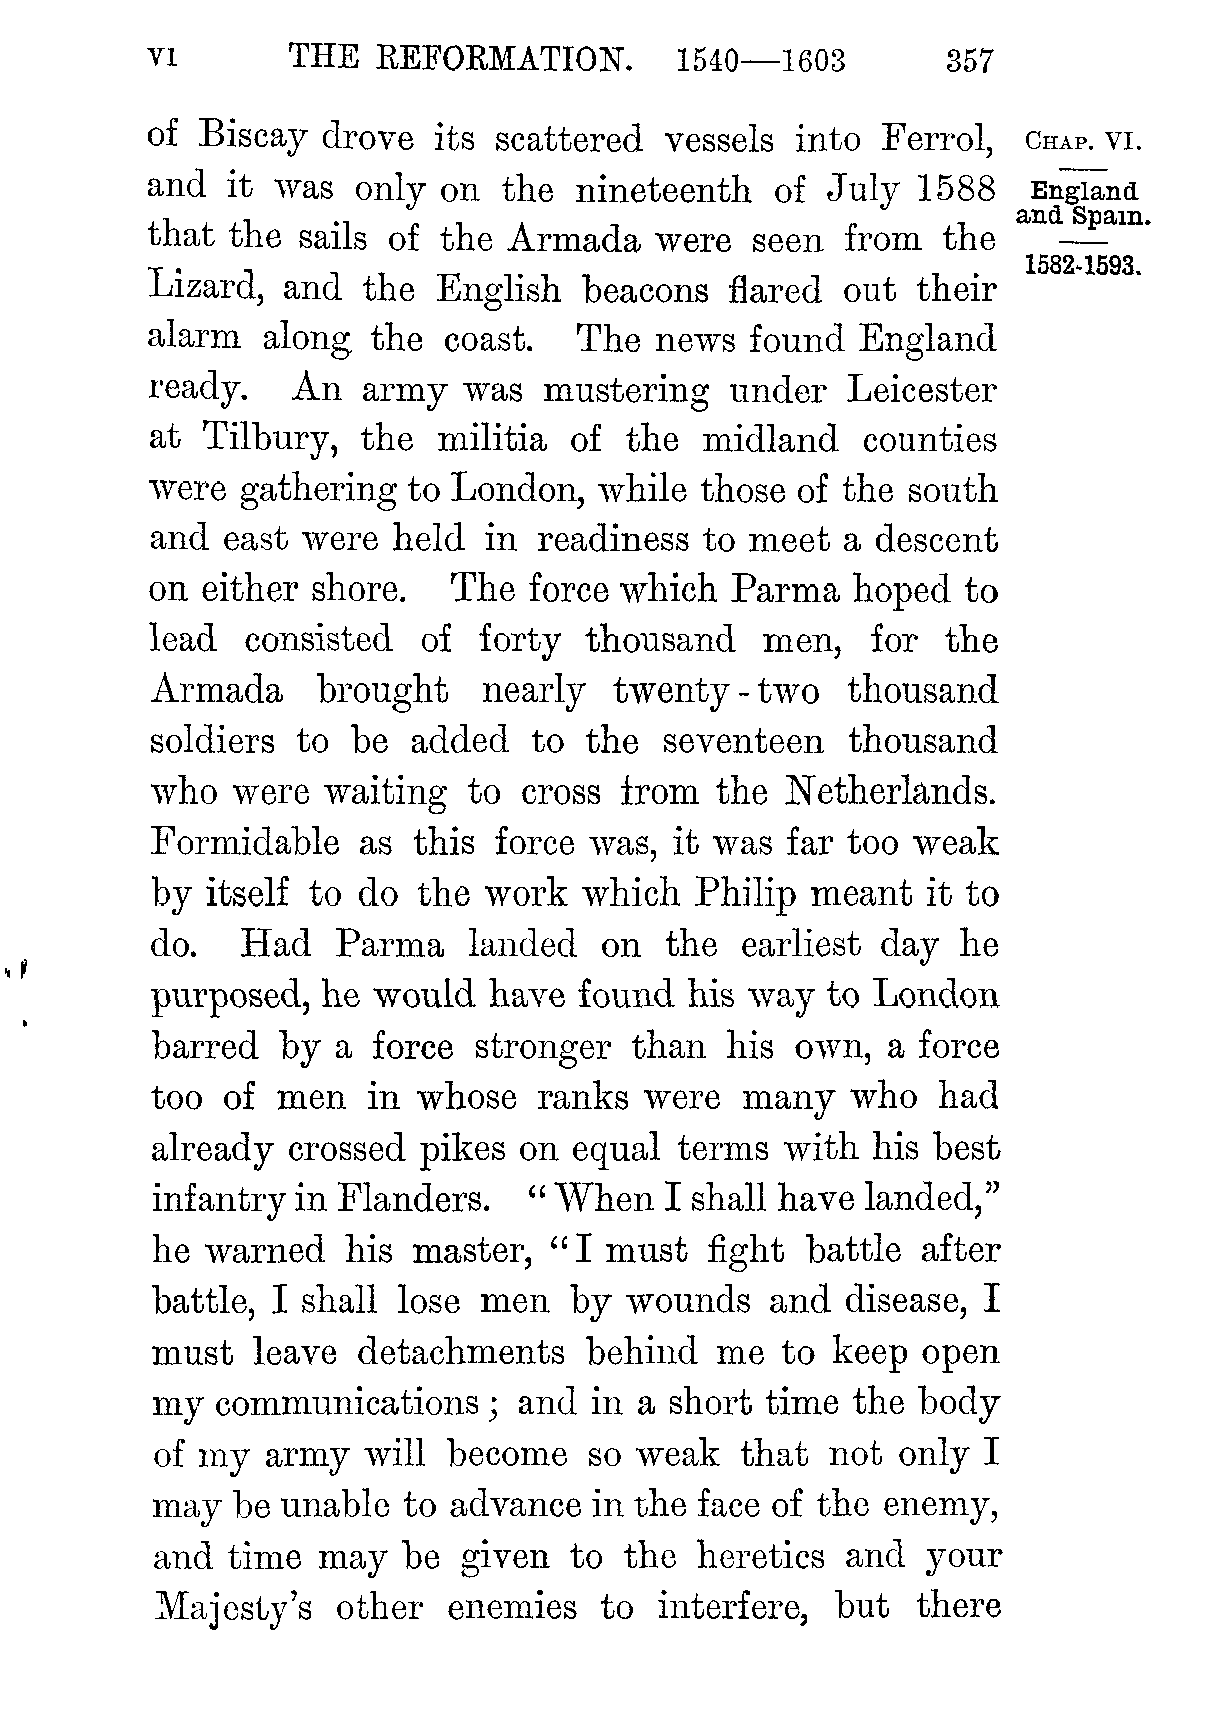 VI THE REFORMATION. 1540—1603 357
of Biscay drove its scattered vessels into Ferrol,
and it was only on the nineteenth of July 1588
that the sails of the Armada were seen from the
Lizard, and the English beacons flared out their
alarm along the coast. The news found England
ready. An army was mustering under Leicester
at Tilbury, the militia of the midland counties
were gathering to London, while those of the south
and east were held in readiness to meet a descent
on either shore. The force which Parma hoped to
lead consisted of forty thousand men, for the
Armada brought nearly twenty-two thousand
soldiers to be added to the seventeen thousand
who were waiting to cross from the Netherlands.
Formidable as this force was, it was far too weak
by itself to do the work which Philip meant it to
do. Had Parma landed on the earliest day he
purposed, he would have found his way to London
barred by a force stronger than his own, a force
too of men in whose ranks were many who had
already crossed pikes on equal terms with his best
infantry in Flanders. “When I shall have landed,”
he warned his master, “I must fight battle after
battle, I shall lose men by wounds and disease, I
must leave detachments behind me to keep open
my communications; and in a short time the body
of my army will become so weak that not only I
may be unable to advance in the face of the enemy,
and time may be given to the heretics and your
Majesty’s other enemies to interfere, but there
CHAP. VI.
England
and Spain.
1582-1593.